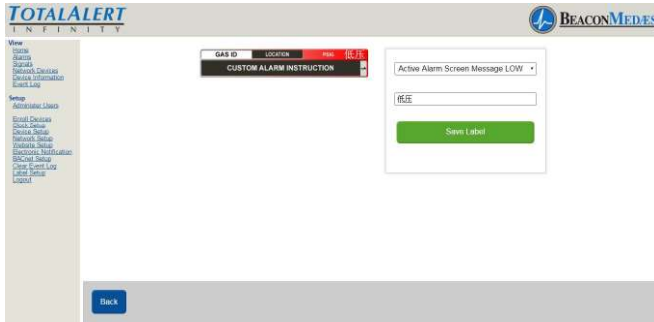 TOTALALERT
INFINITY
BEACONMEDÆS
View
Home
Alarms
Signals
Network Devices
Device Information
Event Log
Setup
Administer Users
Enroll Devices
Clock Setup
Device Setup
Network Setup
Website Setup
Electronic Notification
BACnet Setup
Clear Event Log
Label Setup
Logout
GAS ID LOCATION 低压
CUSTOM ALARM INSTRUCTION
Active Alarm Screen Message LOW
低压
Save Label
Back